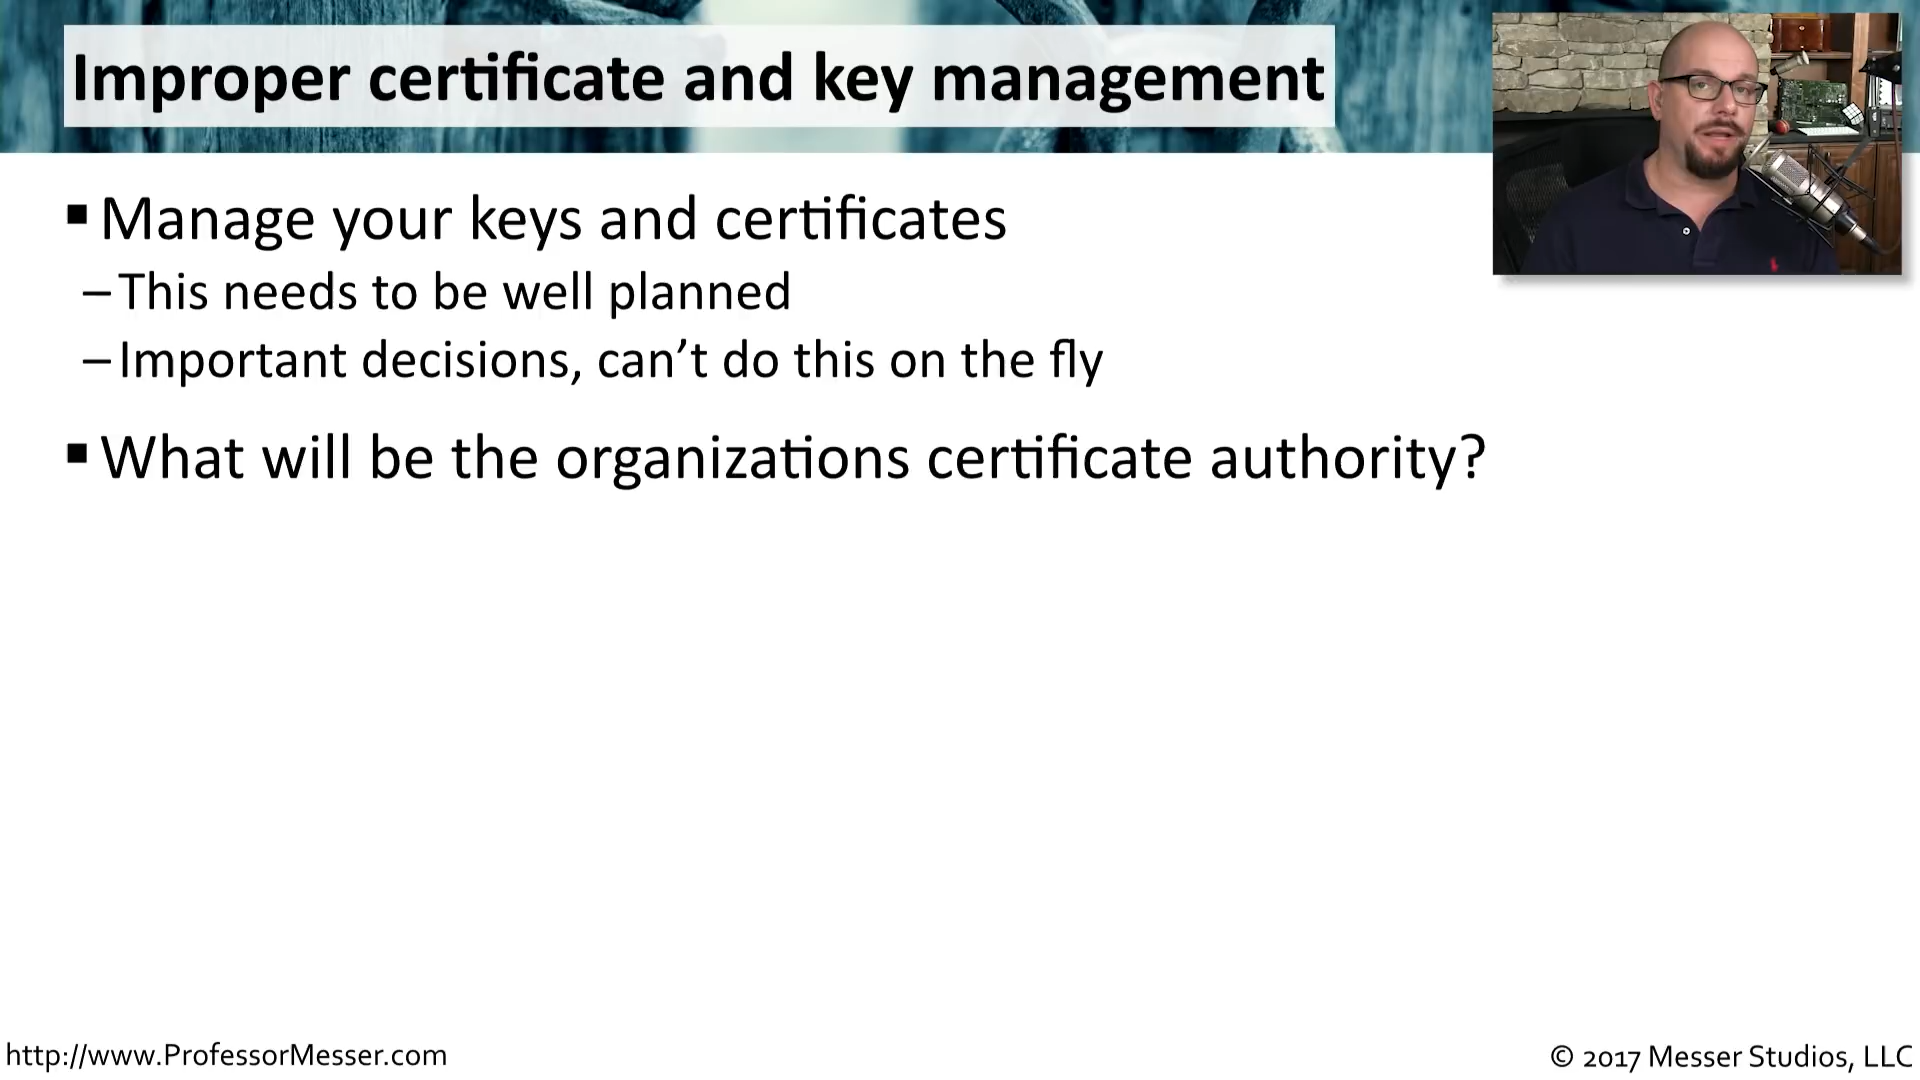 Improper certificate and key management
▪ Manage your keys and certificates
– This needs to be well planned
– Important decisions, can’t do this on the fly
▪ What will be the organizations certificate authority?
http://www.ProfessorMesser.com
© 2017 Messer Studios, LLC